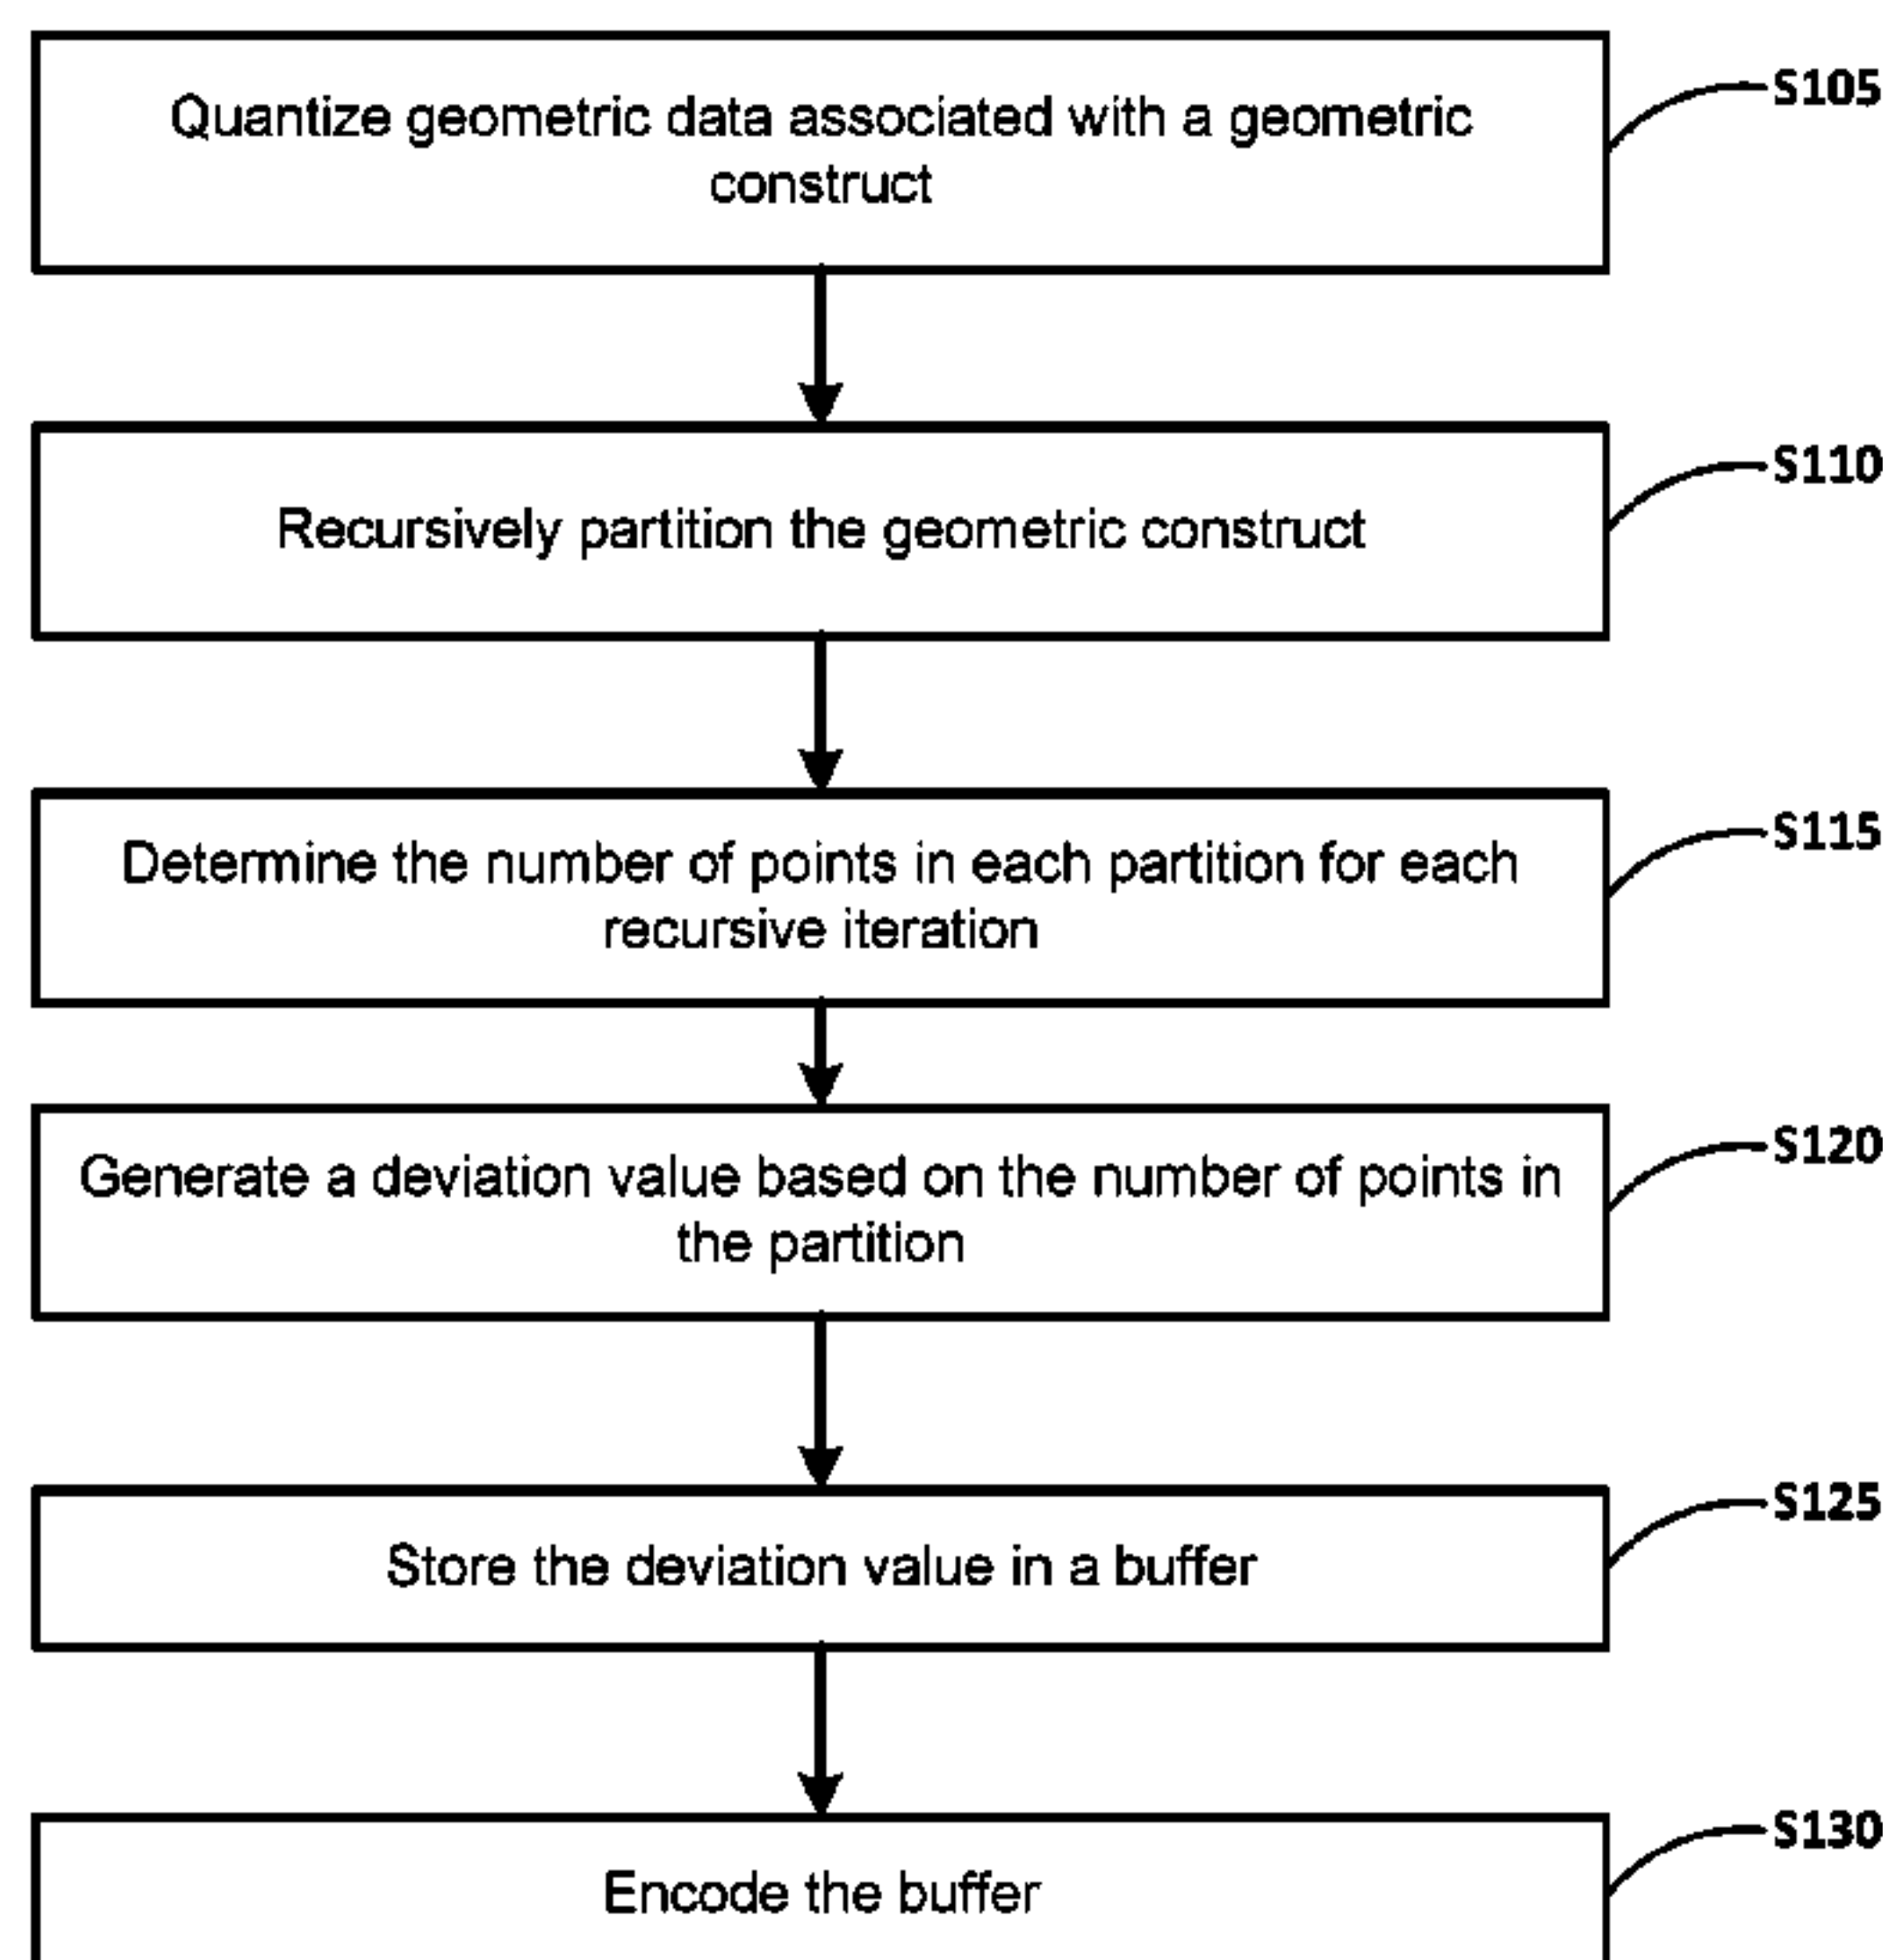 Quantize geometric data associated with a geometric
construct
S105
Recursively partition the geometric construct
S110
Determine the number of points in each partition for each
recursive iteration
S115
Generate a deviation value based on the number of points in
the partition
S120
Store the deviation value in a buffer
S125
Encode the buffer
S130